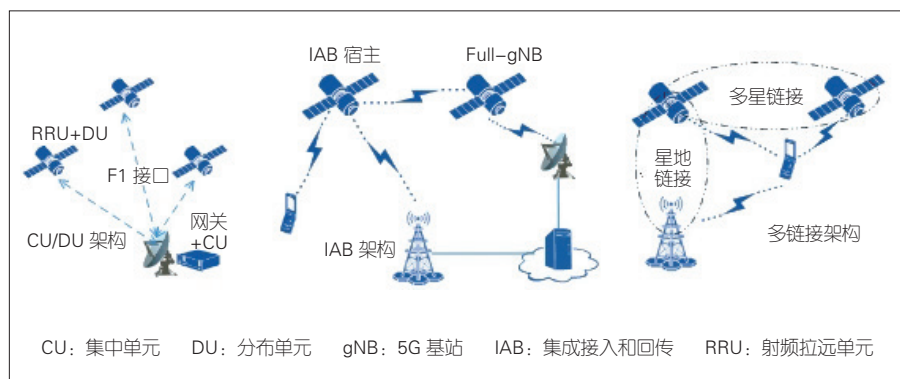 RRU+DU
F1 接口
CU/DU 架构
网关
+CU
IAB 宿主
Full-gNB
IAB 架构
多星链接
星地
链接
多链接架构
CU：集中单元 DU：分布单元 gNB：5G 基站 IAB：集成接入和回传 RRU：射频拉远单元